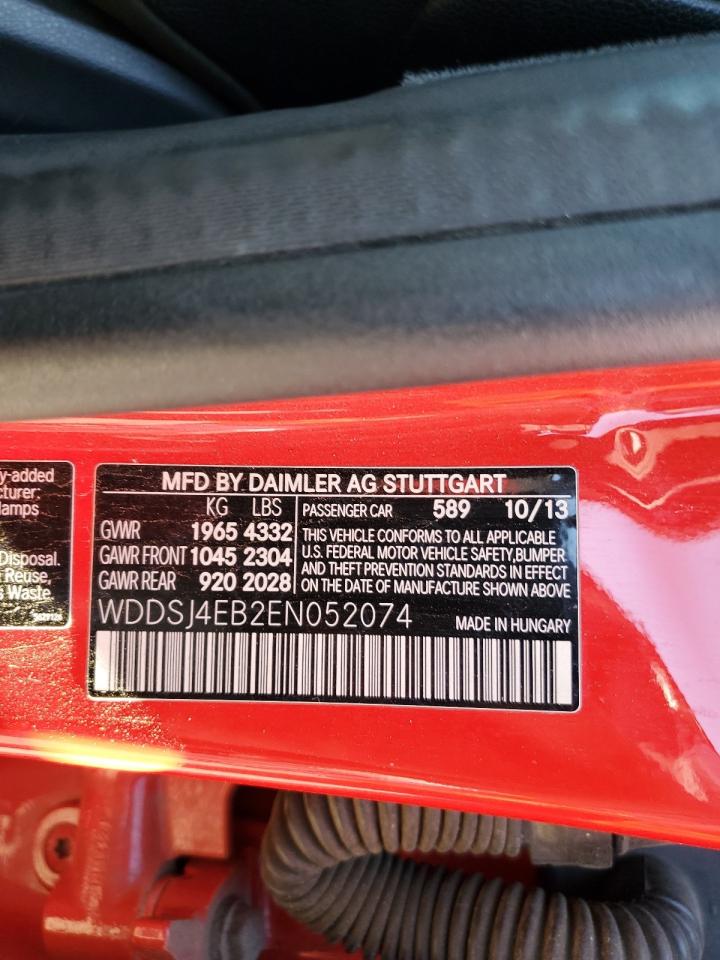 y-added
cturer:
lamps
Disposal.
Reuse,
Waste.
MFD BY DAIMLER AG STUTTGART
KG LBS PASSENGER CAR 589 10/13
GVWR 1965 4332
GAWR FRONT 1045 2304
GAWR REAR 920 2028
THIS VEHICLE CONFORMS TO ALL APPLICABLE
U.S. FEDERAL MOTOR VEHICLE SAFETY,BUMPER
AND THEFT PREVENTION STANDARDS IN EFFECT
ON THE DATE OF MANUFACTURE SHOWN ABOVE
WDDSJ4EB2EN052074 MADE IN HUNGARY